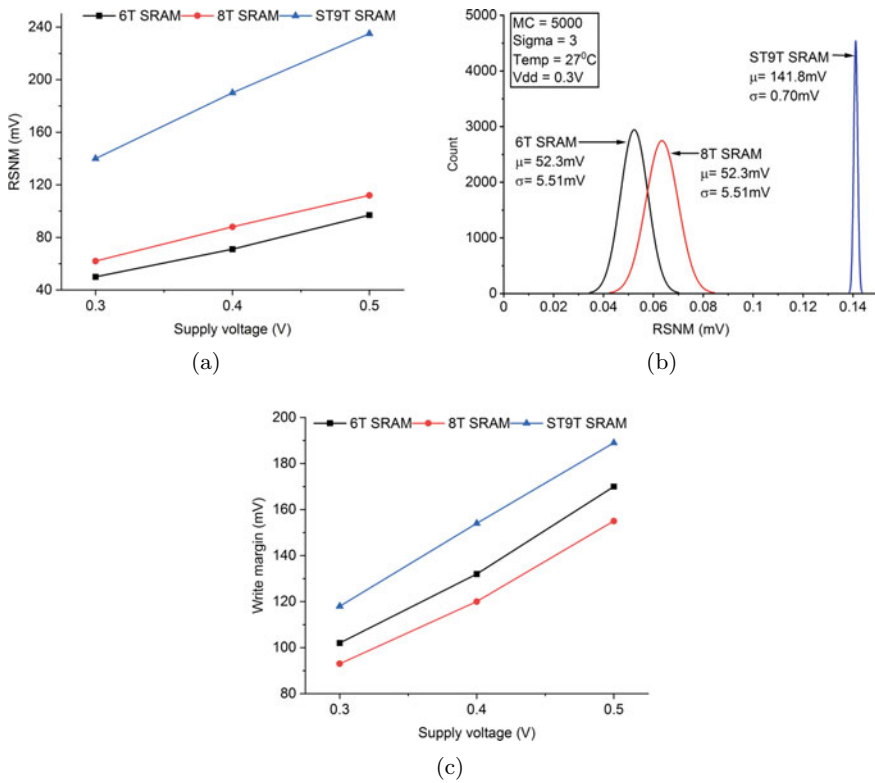 6T SRAM 8T SRAM ST9T SRAM
240
200
160
120
80
40
RSNM (mV)
0.3 0.4 0.5
Supply voltage (V)
(a)
MC = 5000
Sigma = 3
Temp = 27⁰C
Vdd = 0.3V
5000
4000
3000
2000
1000
0
Count
6T SRAM
μ= 52.3mV
σ= 5.51mV
8T SRAM
μ= 52.3mV
σ= 5.51mV
ST9T SRAM
μ= 141.8mV
σ= 0.70mV
0 0.02 0.04 0.06 0.08 0.1 0.12 0.14
RSNM (mV)
(b)
6T SRAM 8T SRAM ST9T SRAM
200
180
160
140
120
100
80
Write margin (mV)
0.3 0.4 0.5
Supply voltage (V)
(c)